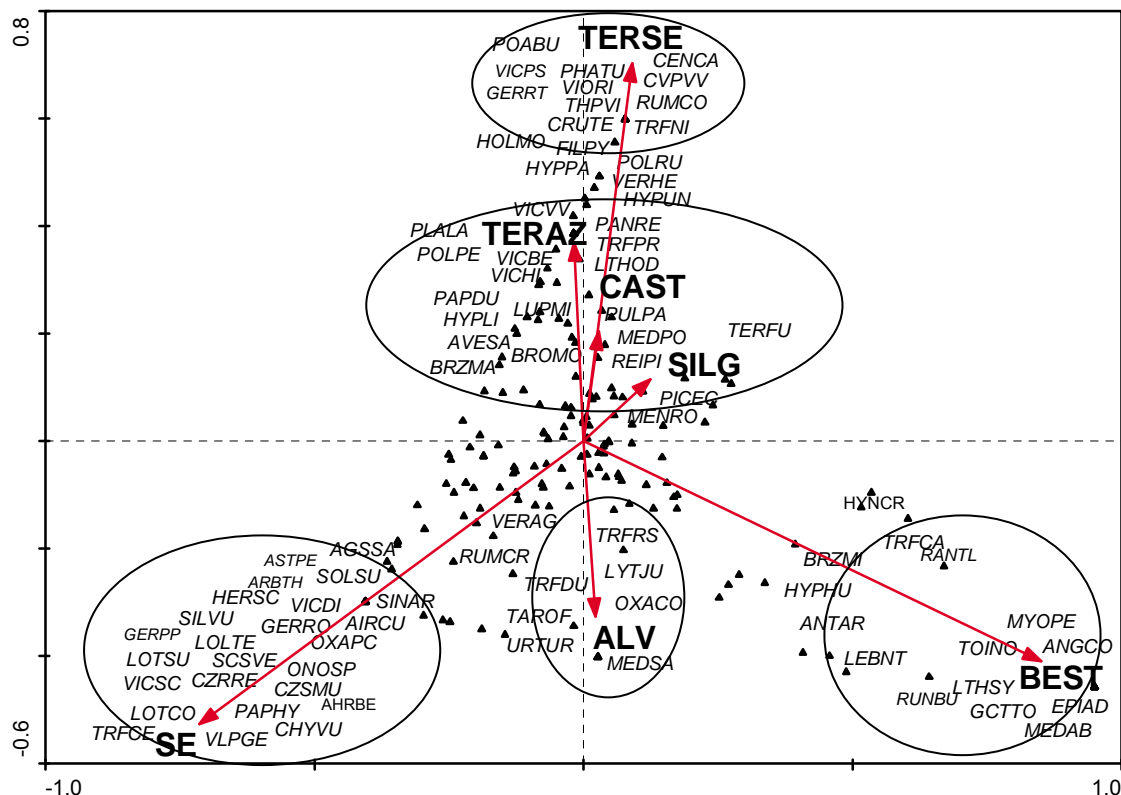 0.8
TERSE
POABU
CENCA
VICPS
PHATU
CVPVV
GERRT
VIORI
THPVI
RUMCO
CRUTE
TRFNI
HOLMO
FILPY
HYPPA
POLRU
VERHE
HYPUN
VICVV
PLALA
TERAZ
PANRE
TRFPR
POLPE
VICBE
LTHOD
VICHI
CAST
PAPDU
LUPMI
RULPA
HYPLI
TERFU
AVESA
MEDPO
BROMO
REIPI
BRZMA
SILG
PICEC
MENRO
HYNCR
VERAG
TRFRS
TRFCA
AGSSA
RUMCR
BRZMI
RANTL
ASTPE
LYTJU
ARBTH
SOLSU
TRFDU
HYPHU
HERSC
VICDI
SINAR
OXACO
SILVU
GERRO
AIRCU
TAROF
ANTAR
MYOPE
GERPP
LOLTE
OXAPC
URTUR
ALV
TOINO
ANGCO
LOTSU
SCSVE
ONOSP
MEDSA
LEBNT
BEST
VICSC
CZRRE
CZSMU
RUNBU
LTHSY
EPIAD
LOTCO
PAPHY
AHRBE
GCTTO
TRFCE
SE
VLPGE
CHYVU
MEDAB
-0.6
-1.0
1.0